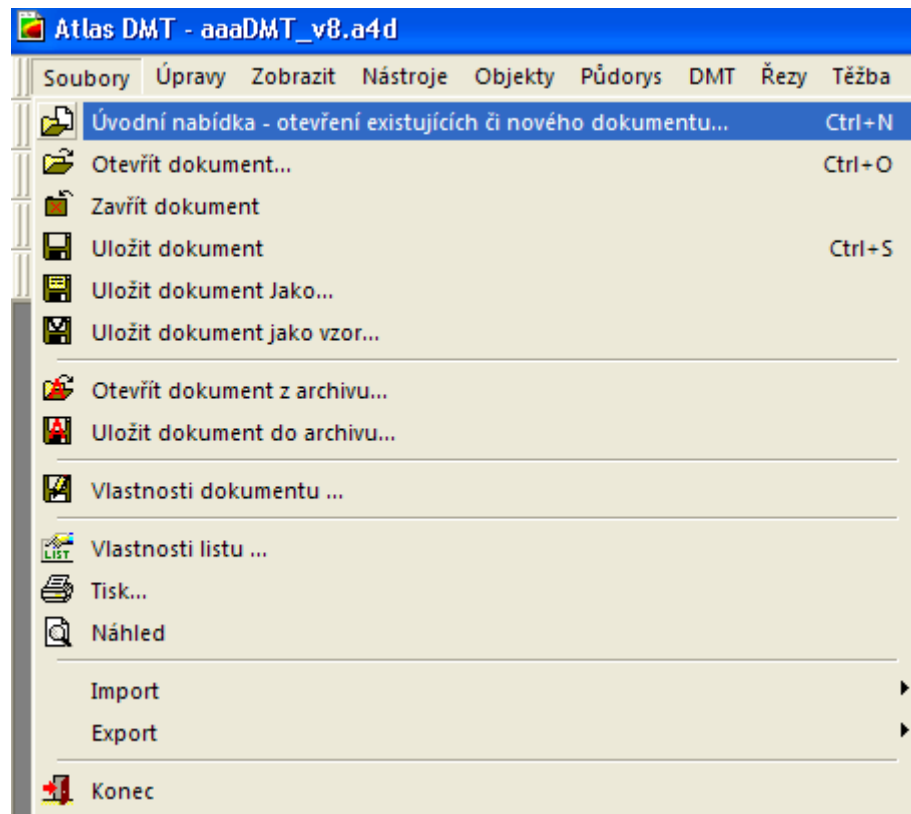 Atlas DMT - aaaDMT_v8.a4d
Soubory Úpravy Zobrazit Nástroje Objekty Půdorys DMT Řezy Těžba
Úvodní nabídka - otevření existujících či nového dokumentu... Ctrl+N
Otevřít dokument... Ctrl+O
Zavřít dokument
Uložit dokument Ctrl+S
Uložit dokument Jako...
Uložit dokument jako vzor...
Otevřít dokument z archivu...
Uložit dokument do archivu...
Vlastnosti dokumentu ...
LIST Vlastnosti listu ...
Tisk...
Náhled
Import
Export
Konec